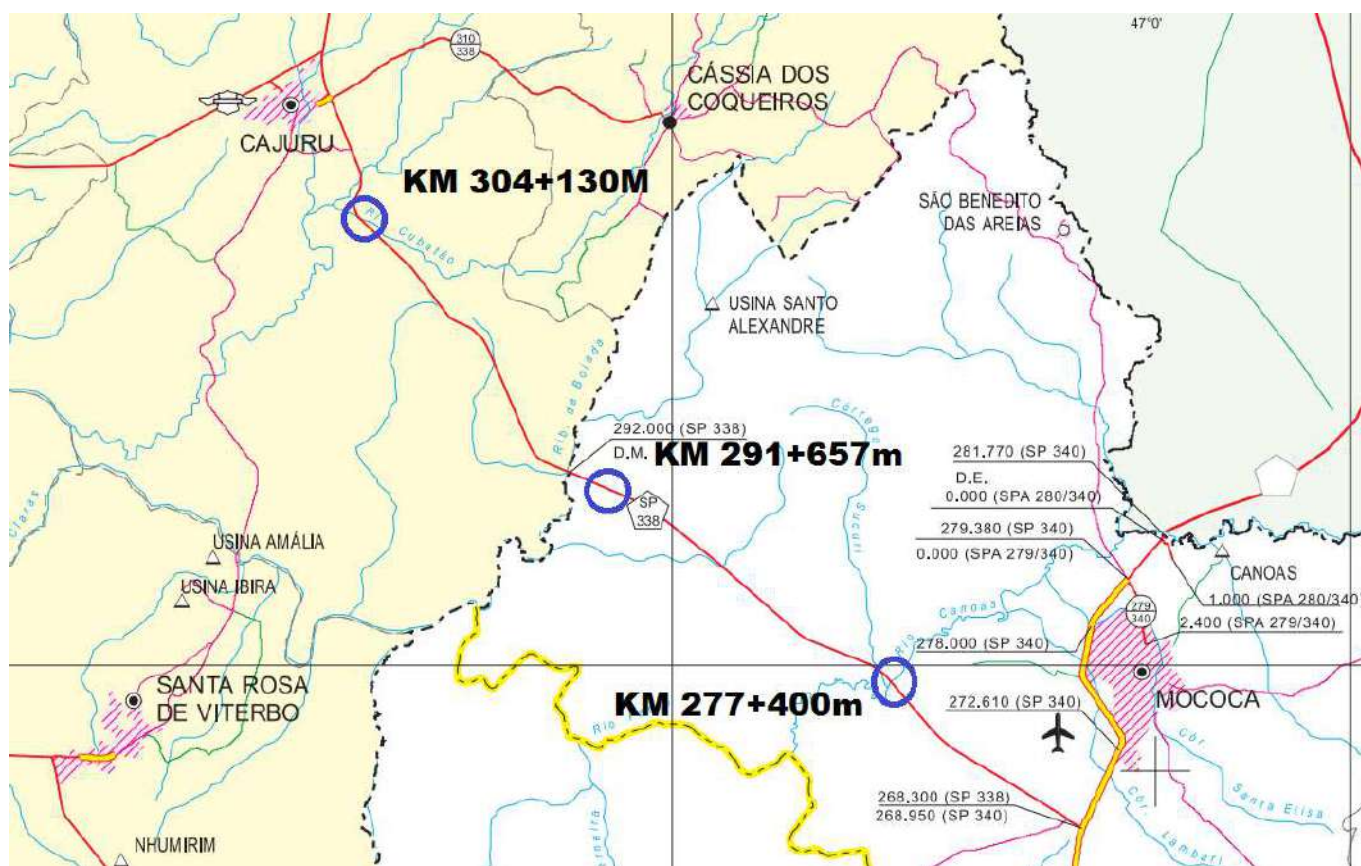 47°0'
310
338
CÁSSIA DOS
COQUEIROS
CAJURU
KM 304+130M
SÃO BENEDITO
DAS AREIAS
Cubatão
USINA SANTO
ALEXANDRE
Rib. da Boiada
292.000 (SP 338)
D.M.
KM 291+657m
Córrego
Sucuri
281.770 (SP 340)
D.E.
0.000 (SPA 280/340)
SP
338
279.380 (SP 340)
0.000 (SPA 279/340)
Claras
USINA AMÁLIA
USINA IBIRA
CANOAS
1.000 (SPA 280/340)
279
340
2.400 (SPA 279/340)
Rio Canoas
278.000 (SP 340)
SANTA ROSA
DE VITERBO
KM 277+400m
MOCOCA
272.610 (SP 340)
Rio
Cór.
Santa Elisa
268.300 (SP 338)
268.950 (SP 340)
Cór. Lambari
NHUMIRIM